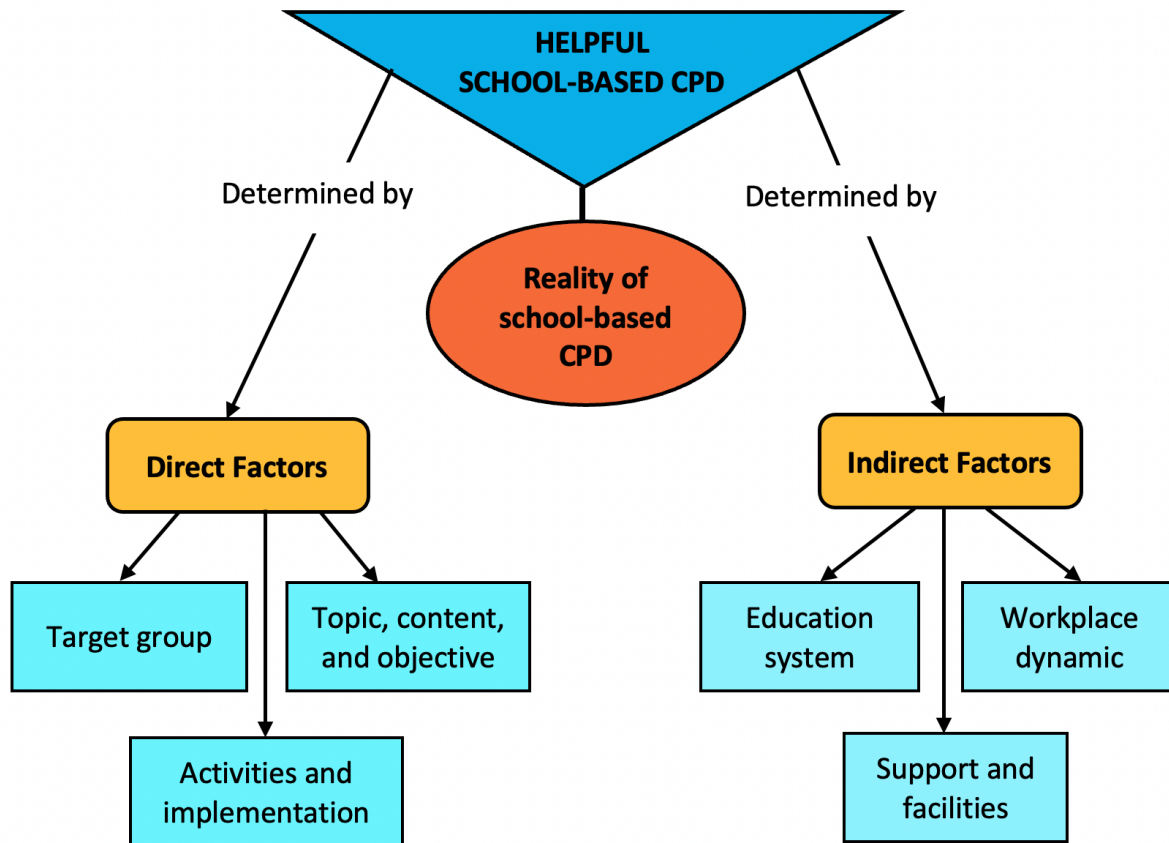 HELPFUL
SCHOOL-BASED CPD
Determined by
Determined by
Reality of
school-based
CPD
Direct Factors
Indirect Factors
Target group
Topic, content,
and objective
Activities and
implementation
Education
system
Workplace
dynamic
Support and
facilities